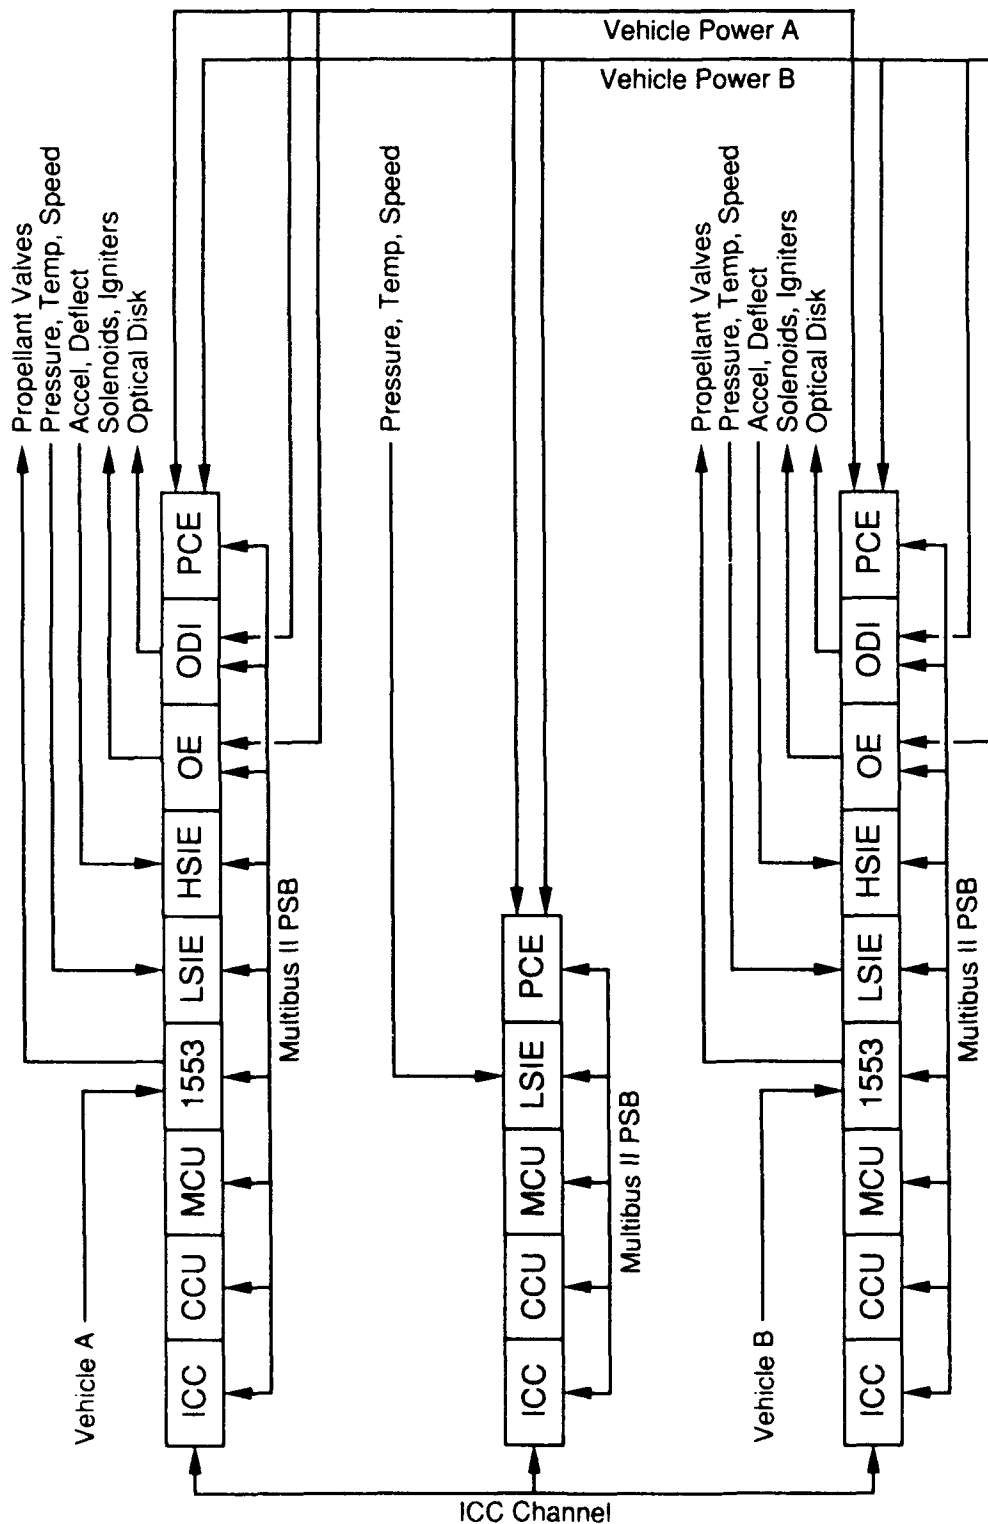 Vehicle Power A
Vehicle Power B
Propellant Valves
Pressure, Temp, Speed
Accel, Deflect
Solenoids, Igniters
Optical Disk
Vehicle A
ICC CCU MCU 1553 LSIE HSIE OE ODI PCE
Multibus II PSB
Pressure, Temp, Speed
ICC CCU MCU LSIE PCE
Multibus II PSB
Propellant Valves
Pressure, Temp, Speed
Accel, Deflect
Solenoids, Igniters
Optical Disk
Vehicle B
ICC CCU MCU 1553 LSIE HSIE OE ODI PCE
Multibus II PSB
ICC Channel